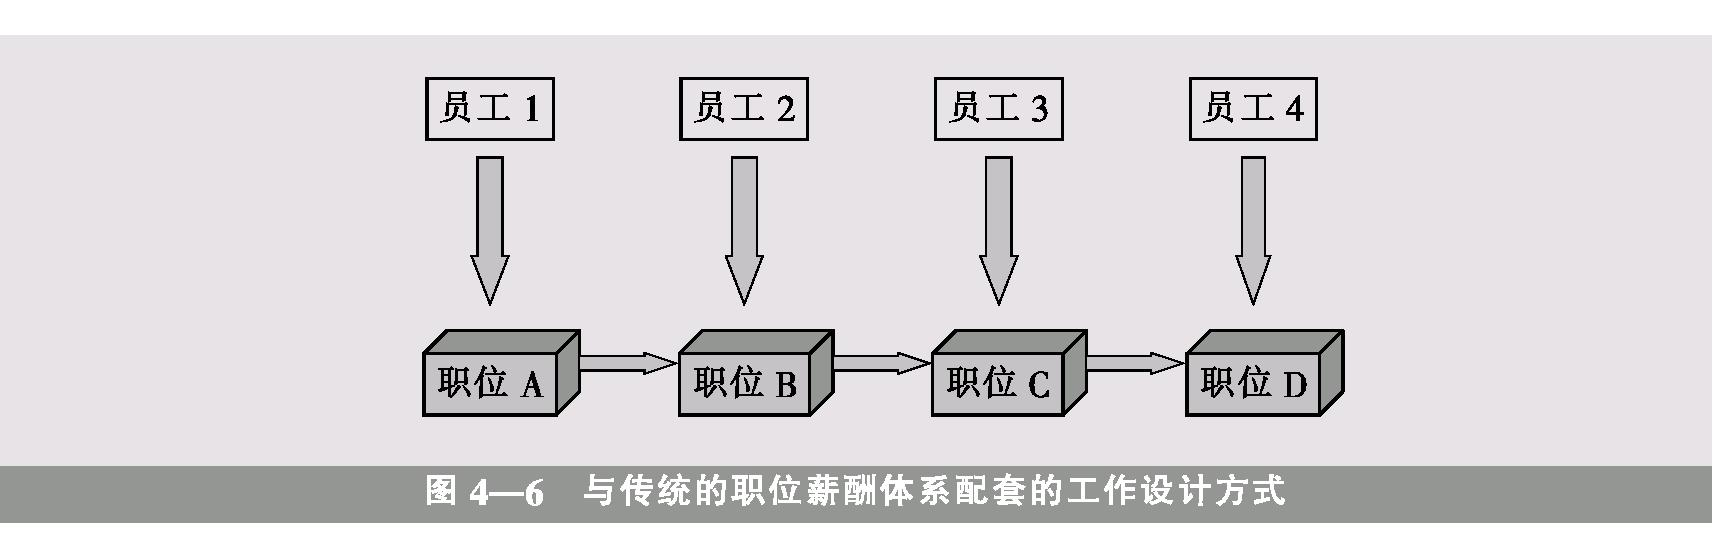 员工 1 员工 2 员工 3 员工 4
职位 A 职位 B 职位 C 职位 D
图 4—6 与传统的职位薪酬体系配套的工作设计方式